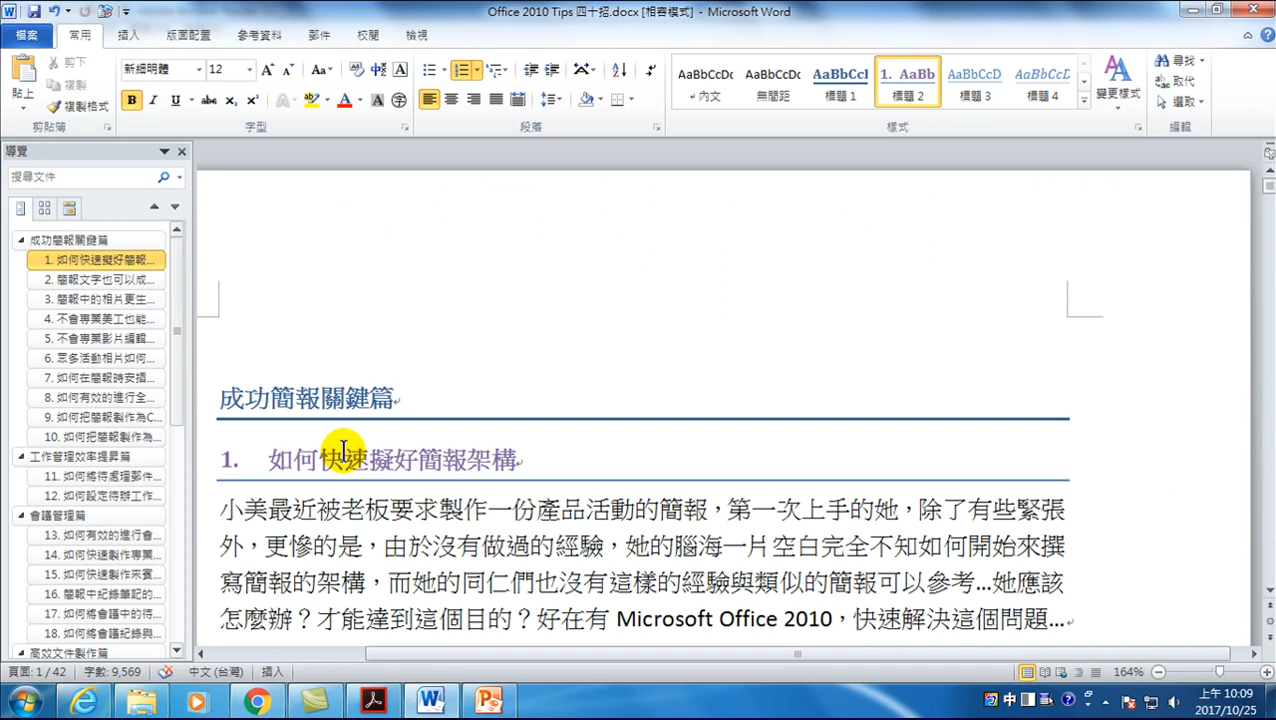 Office 2010 Tips 四十招.docx [相容模式] - Microsoft Word
檔案 常用 插入 版面配置 參考資料 郵件 校閱 檢視
貼上 剪下 複製 複製格式
新細明體 12
AaBbCcDc AaBbCcDc AaBbCcI 1. AaBb AaBbCcD AaBbCcD
內文 無間距 標題 1 標題 2 標題 3 標題 4
變更樣式 尋找 取代 選取
剪貼簿 字型 段落 樣式 編輯
導覽
搜尋文件
成功簡報關鍵篇
1. 如何快速擬好簡報...
2. 簡報文字也可以成...
3. 簡報中的相片更生...
4. 不會專業美工也能...
5. 不會專業影片編輯...
6. 眾多活動相片如何...
7. 如何在簡報時安插...
8. 如何有效的進行全...
9. 如何把簡報製作為C...
10. 如何把簡報製作為...
工作管理效率提昇篇
11. 如何將待處理郵件...
12. 如何設定待辦工作...
會議管理篇
13. 如何有效的進行會...
14. 如何快速製作專業...
15. 如何快速製作來賓...
16. 簡報中紀錄筆記的...
17. 如何將會議中的待...
18. 如何將會議紀錄與...
高效文件製作篇
成功簡報關鍵篇
1. 如何快速擬好簡報架構
小美最近被老板要求製作一份產品活動的簡報，第一次上手的她，除了有些緊張
外，更慘的是，由於沒有做過的經驗，她的腦海一片空白完全不知如何開始來撰
寫簡報的架構，而她的同仁們也沒有這樣的經驗與類似的簡報可以參考...她應該
怎麼辦？才能達到這個目的？好在有 Microsoft Office 2010，快速解決這個問題...
頁面: 1 / 42 字數: 9,569 中文 (台灣) 插入 164%
中
上午 10:09
2017/10/25